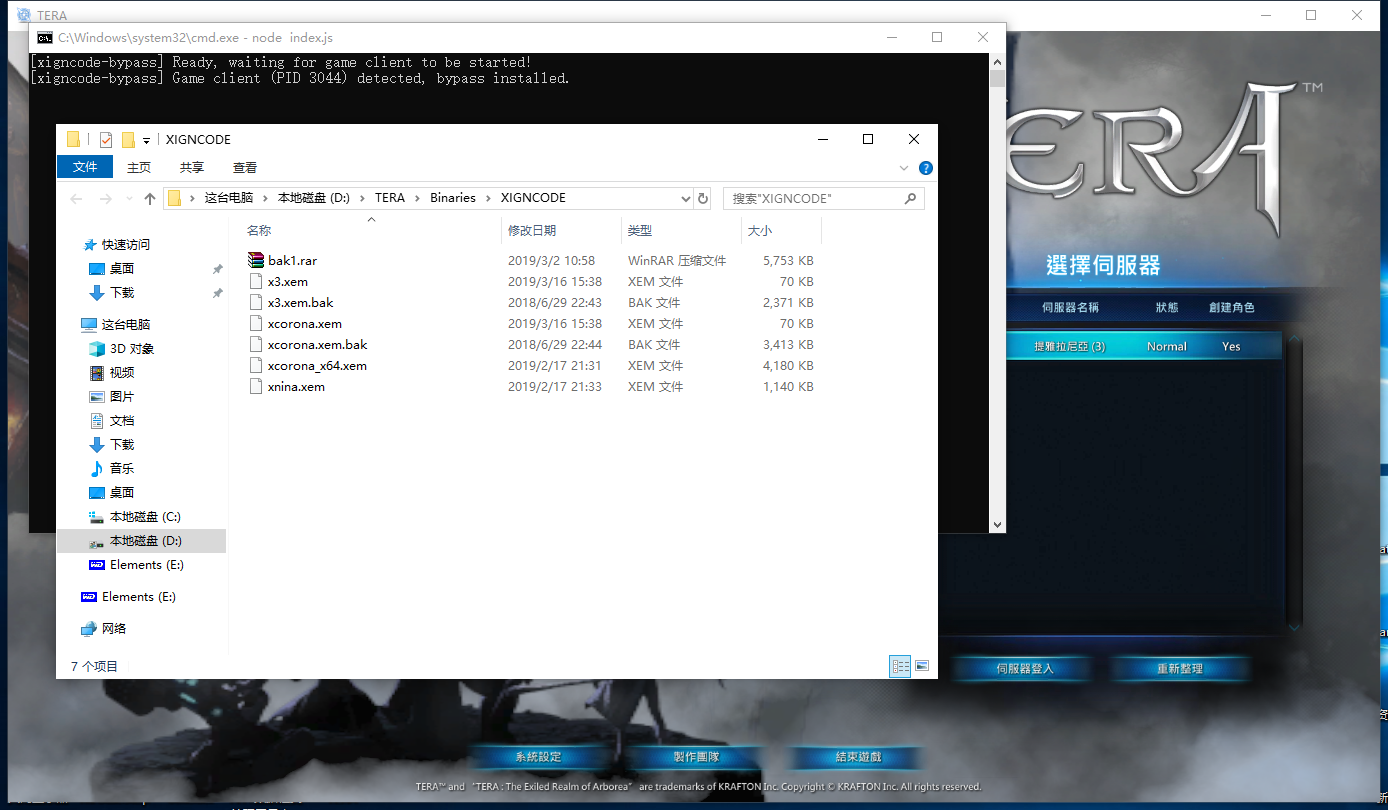 TERA
C:\Windows\system32\cmd.exe - node index.js
[xigncode-bypass] Ready, waiting for game client to be started!
[xigncode-bypass] Game client (PID 3044) detected, bypass installed.
XIGNCODE
文件 主页 共享 查看
这台电脑 本地磁盘 (D:) TERA Binaries XIGNCODE 搜索"XIGNCODE"
名称 修改日期 类型 大小
bak1.rar 2019/3/2 10:58 WinRAR 压缩文件 5,753 KB
x3.xem 2019/3/16 15:38 XEM 文件 70 KB
x3.xem.bak 2018/6/29 22:43 BAK 文件 2,371 KB
xcorona.xem 2019/3/16 15:38 XEM 文件 70 KB
xcorona.xem.bak 2018/6/29 22:44 BAK 文件 3,413 KB
xcorona_x64.xem 2019/2/17 21:31 XEM 文件 4,180 KB
xnina.xem 2019/2/17 21:33 XEM 文件 1,140 KB
快速访问
桌面
下载
这台电脑
3D 对象
视频
图片
文档
下载
音乐
桌面
本地磁盘 (C:)
本地磁盘 (D:)
Elements (E:)
Elements (E:)
网络
7 个项目
ERA™
選擇伺服器
伺服器名稱 狀態 創建角色
提雅拉尼亞 (3) Normal Yes
伺服器登入 重新整理
系統設定 製作團隊 結束遊戲
TERA™ and “TERA : The Exiled Realm of Arborea” are trademarks of KRAFTON Inc. Copyright © KRAFTON Inc. All rights reserved.